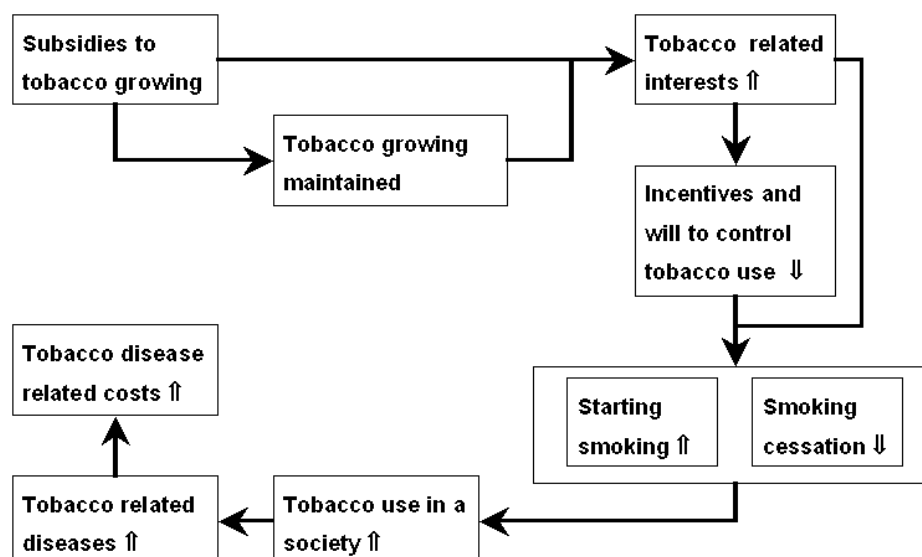 Subsidies to
tobacco growing
Tobacco related
interests ⇑
Tobacco growing
maintained
Incentives and
will to control
tobacco use ⇓
Tobacco disease
related costs ⇑
Starting
smoking ⇑
Smoking
cessation ⇓
Tobacco related
diseases ⇑
Tobacco use in a
society ⇑